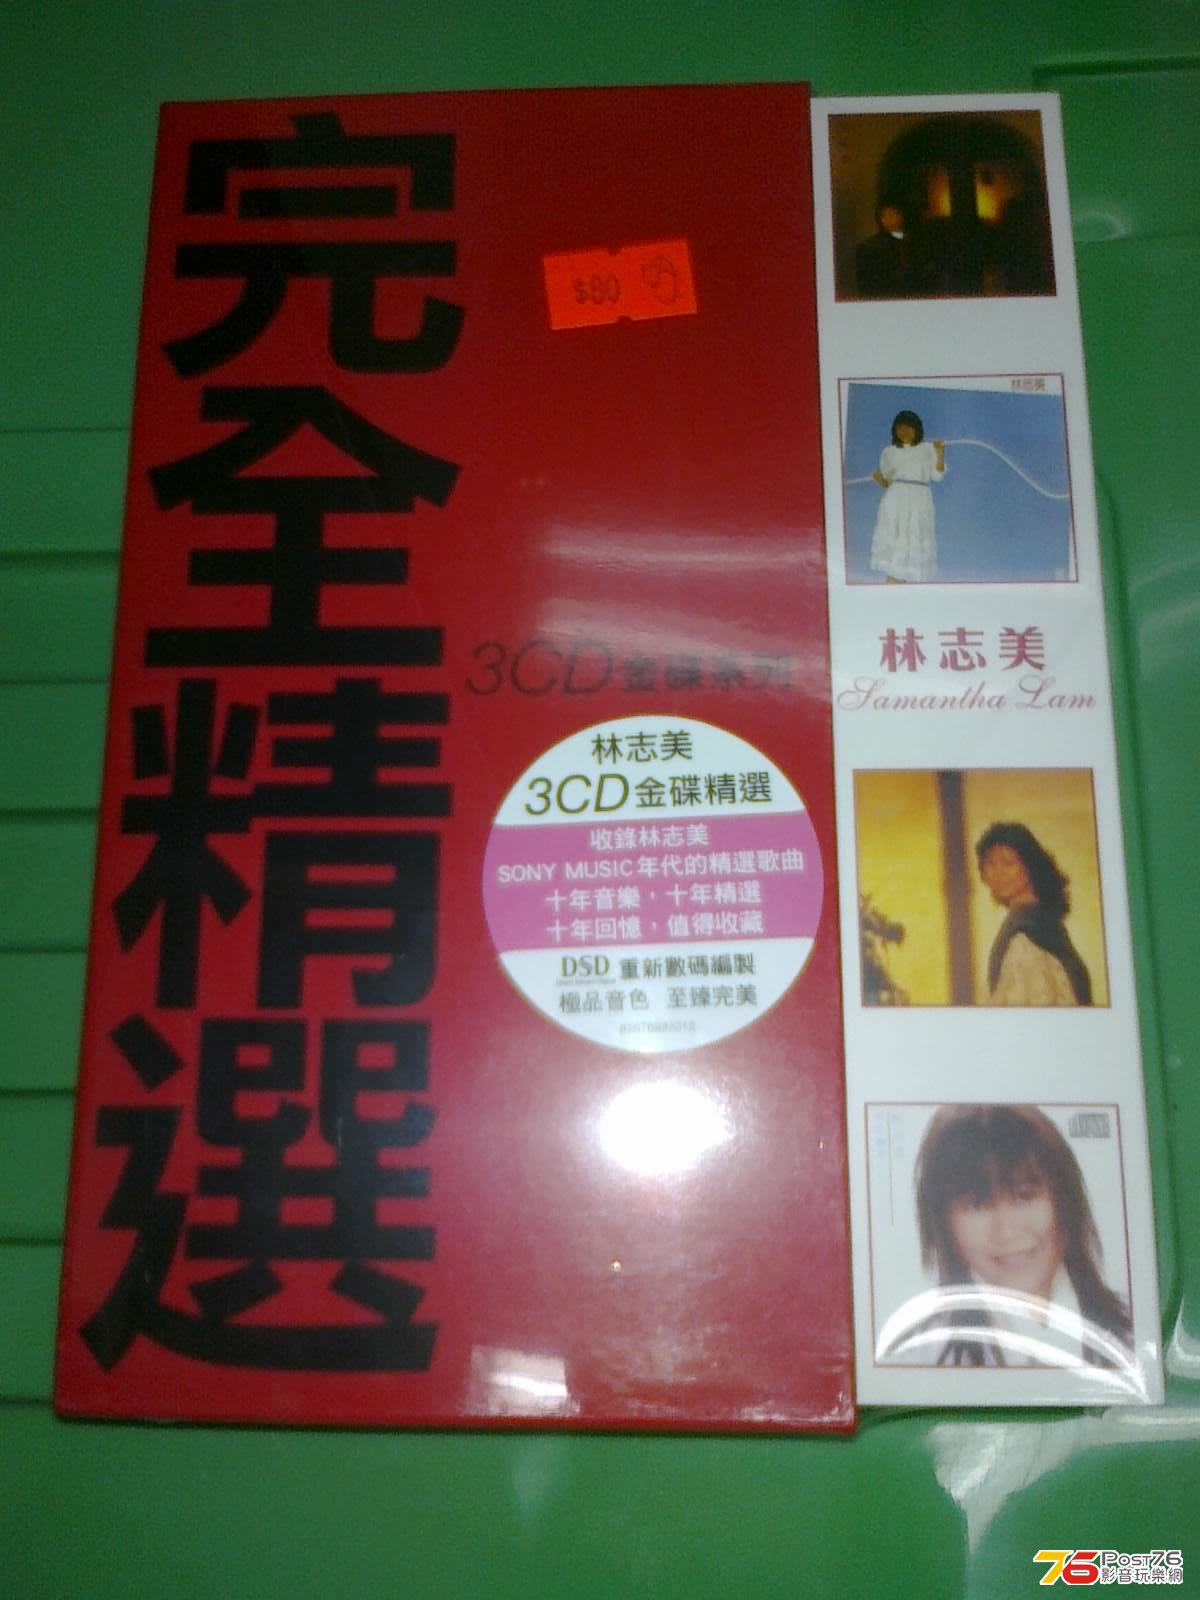 完全精選
$80
3CD金碟系列
林志美
3CD金碟精選
收錄林志美
SONY MUSIC年代的精選歌曲
十年音樂，十年精選
十年回憶，值得收藏
DSD 重新數碼編製
極品音色 至臻完美
林志美
林志美
Samantha Lam
76 POST76
影音玩樂網